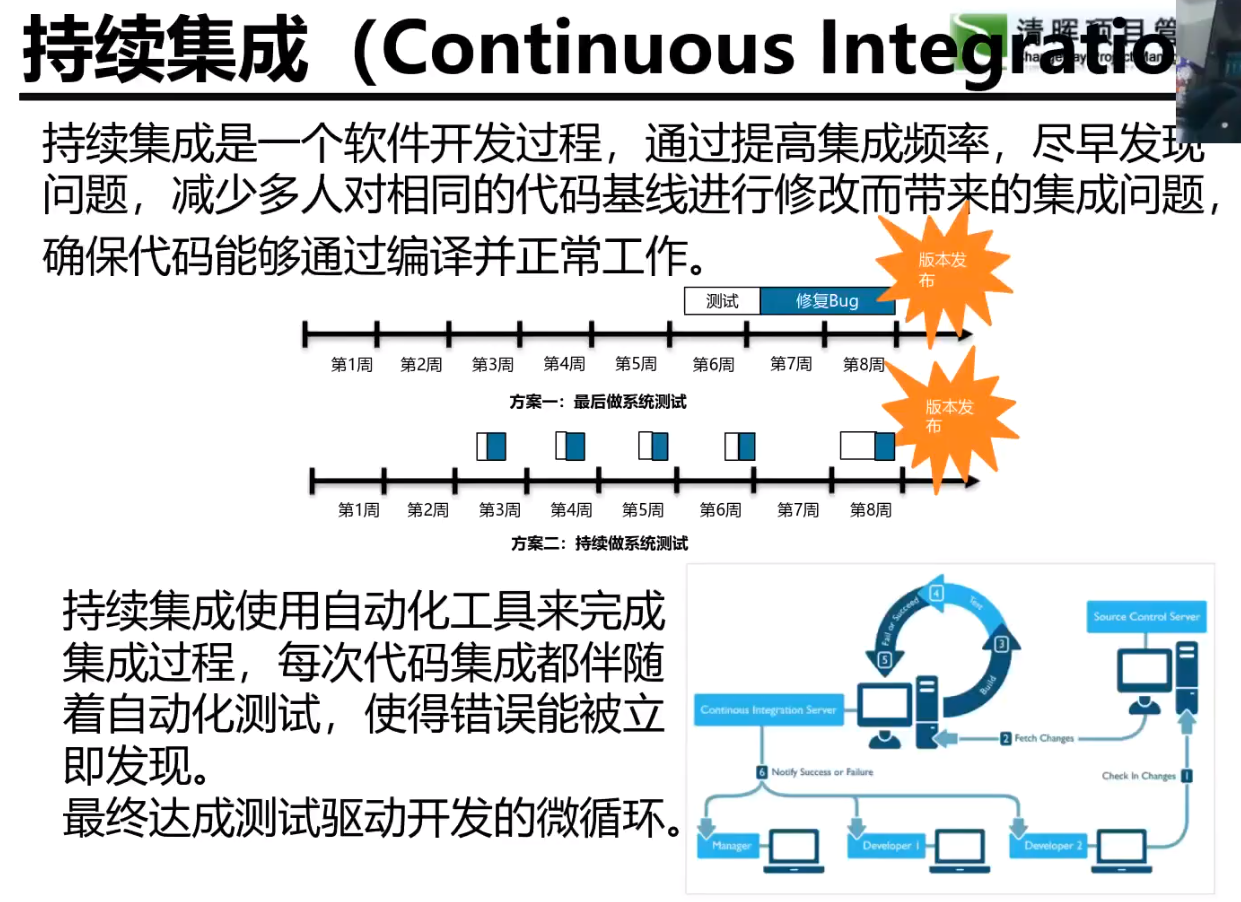 持续集成（Continuous Integratio
清晖项目管
持续集成是一个软件开发过程，通过提高集成频率，尽早发现
问题，减少多人对相同的代码基线进行修改而带来的集成问题，
确保代码能够通过编译并正常工作。
版本发
布
测试
修复Bug
第1周
第2周
第3周
第4周
第5周
第6周
第7周
第8周
方案一：最后做系统测试
版本发
布
第1周
第2周
第3周
第4周
第5周
第6周
第7周
第8周
方案二：持续做系统测试
持续集成使用自动化工具来完成
集成过程，每次代码集成都伴随
着自动化测试，使得错误能被立
即发现。
最终达成测试驱动开发的微循环。
4
Test
Fail or Succeed
3
Source Control Server
5
Build
Continous Integration Server
2 Fetch Changes
6 Notify Success or Failure
Check In Changes 1
Manager
Developer 1
Developer 2